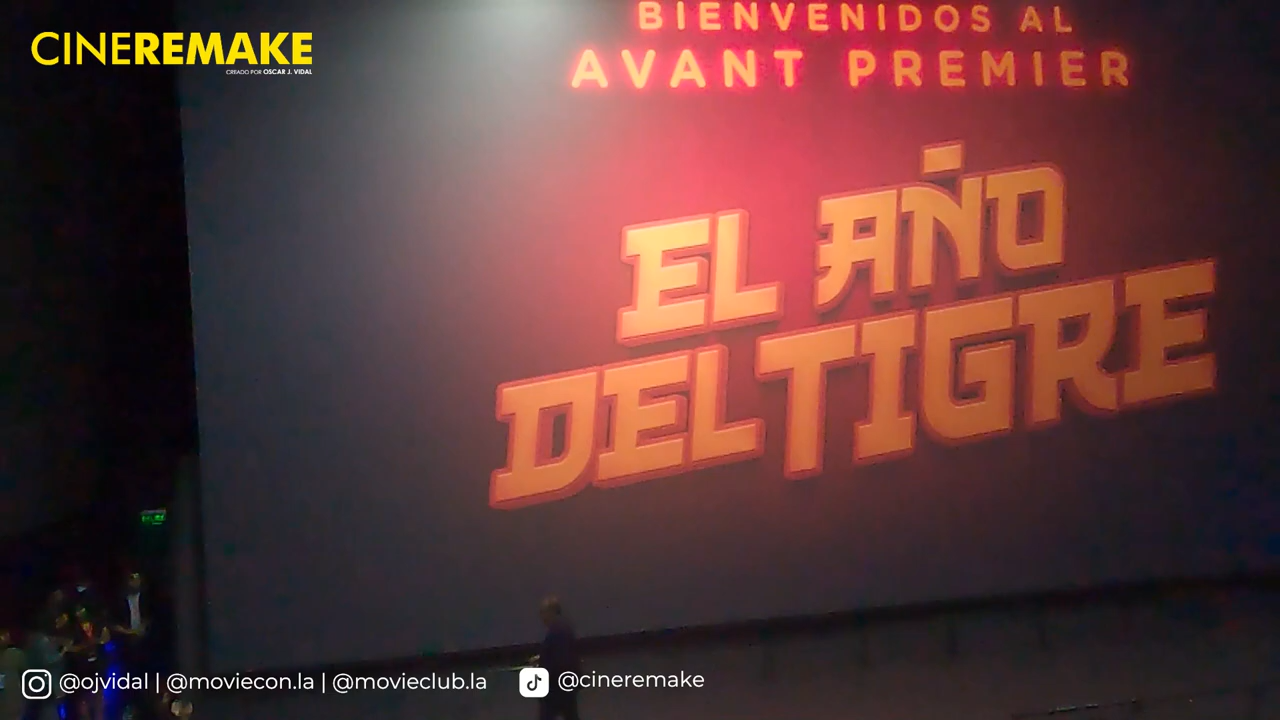 CINEREMAKE
CREADO POR OSCAR J. VIDAL
BIENVENIDOS AL
AVANT PREMIER
EL AÑO
DEL TIGRE
@ojvidal | @moviecon.la | @movieclub.la
@cineremake